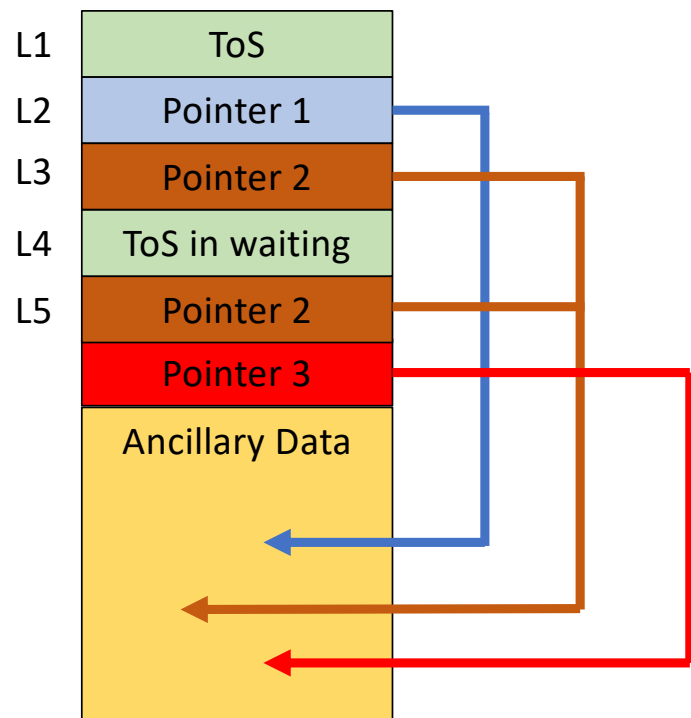 L1 ToS
L2 Pointer 1
L3 Pointer 2
L4 ToS in waiting
L5 Pointer 2
Pointer 3
Ancillary Data